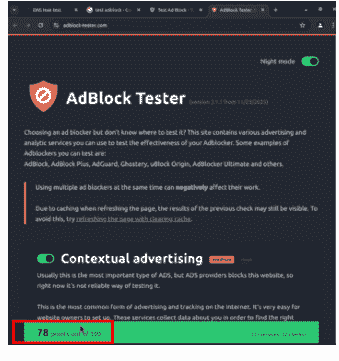 DNS leak test
test adblock - G
Test Ad Block - T
AdBlock Tester
adblock-tester.com
Night mode
AdBlock Tester
Choosing an ad blocker but don't know where to test it? This site contains various advertising and
analytic services you can use to test the effectiveness of your Adblocker. Some examples of
Adblockers you can test are:
AdBlock, AdBlock Plus, AdGuard, Ghostery, uBlock Origin, AdBlocker Ultimate and others.
Using multiple ad blockers at the same time can negatively affect their work.
Due to caching when refreshing the page, the results of the previous check may still be visible. To
avoid this, try refreshing the page with clearing cache.
Contextual advertising
Usually this is the most important type of ADS, but ADS providers blocks this website, so
right now it's not reliable way of testing it.
This is the most common form of advertising and tracking on the internet. It's very easy for
website owners to set up. These services collect data about you in order to find the right
78 points out of 100